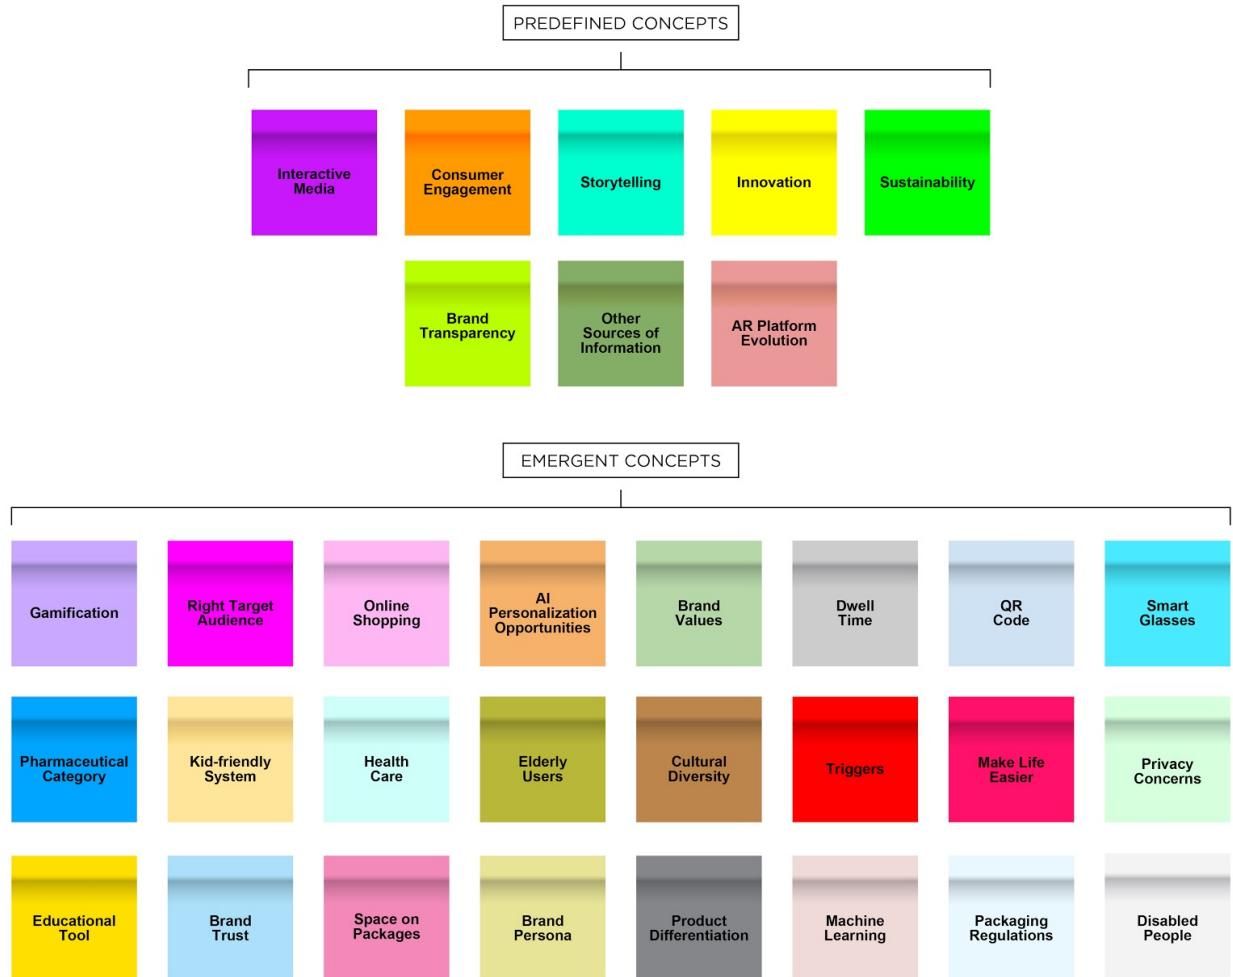 PREDEFINED CONCEPTS
Interactive
Media
Consumer
Engagement
Storytelling
Innovation
Sustainability
Brand
Transparency
Other
Sources of
Information
AR Platform
Evolution
EMERGENT CONCEPTS
Gamification
Right Target
Audience
Online
Shopping
AI
Personalization
Opportunities
Brand
Values
Dwell
Time
QR
Code
Smart
Glasses
Pharmaceutical
Category
Kid-friendly
System
Health
Care
Elderly
Users
Cultural
Diversity
Triggers
Make Life
Easier
Privacy
Concerns
Educational
Tool
Brand
Trust
Space on
Packages
Brand
Persona
Product
Differentiation
Machine
Learning
Packaging
Regulations
Disabled
People